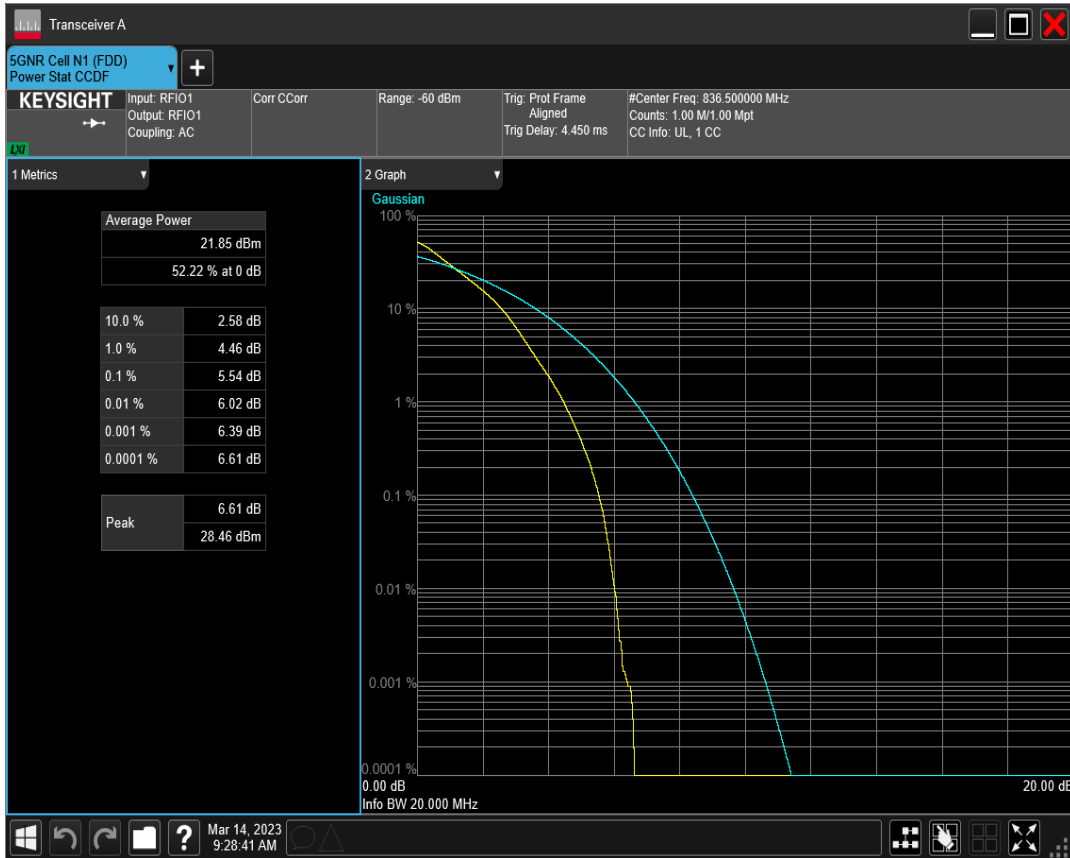 Transceiver A
5GNR Cell N1 (FDD)
Power Stat CCDF
+
KEYSIGHT
LXI
Input: RFIO1
Output: RFIO1
Coupling: AC
Corr CCorr
Range: -60 dBm
Trig: Prot Frame
Aligned
Trig Delay: 4.450 ms
#Center Freq: 836.500000 MHz
Counts: 1.00 M/1.00 Mpt
CC Info: UL, 1 CC
1 Metrics
Average Power
21.85 dBm
52.22 % at 0 dB
10.0 % 2.58 dB
1.0 % 4.46 dB
0.1 % 5.54 dB
0.01 % 6.02 dB
0.001 % 6.39 dB
0.0001 % 6.61 dB
Peak
6.61 dB
28.46 dBm
2 Graph
Gaussian
100 %
10 %
1 %
0.1 %
0.01 %
0.001 %
0.0001 %
0.00 dB 20.00 dB
Info BW 20.000 MHz
?
Mar 14, 2023
9:28:41 AM